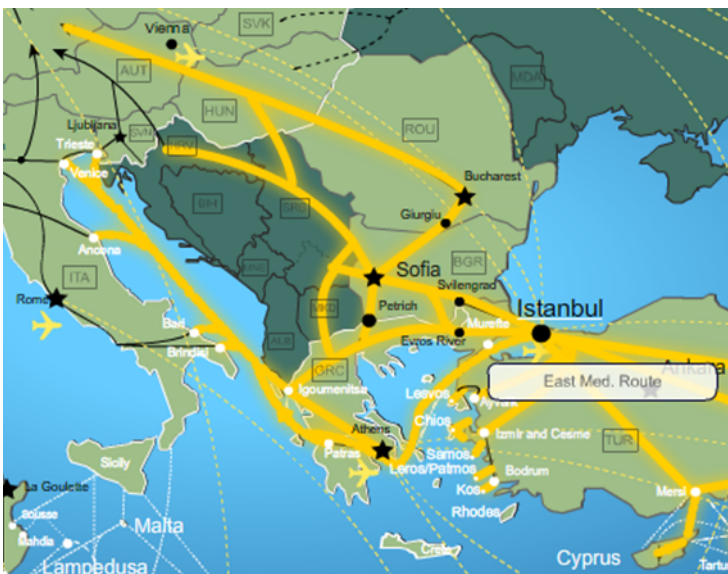 SVK
Vienna
AUT
MDA
HUN
ROU
Ljubljana
SVN
HRV
Trieste
Venice
Bucharest
BIH
SRB
Giurgiu
Ancona
BGR
MNE
Sofia
ITA
Svilengrad
Istanbul
Rome
MKD
Petrich
Bari
Evros River
Murefte
ALB
Brindisi
GRC
Ankara
East Med. Route
Igoumenitsa
Lesvos
Ayvalik
Athens
Chios
Izmir and Cesme
TUR
Patras
Samos
Sicily
Leros/Patmos
Bodrum
La Goulette
Kos
Mersi
Rhodes
Sousse
Malta
Mahdia
Crete
Cyprus
Lampedusa
Tartu